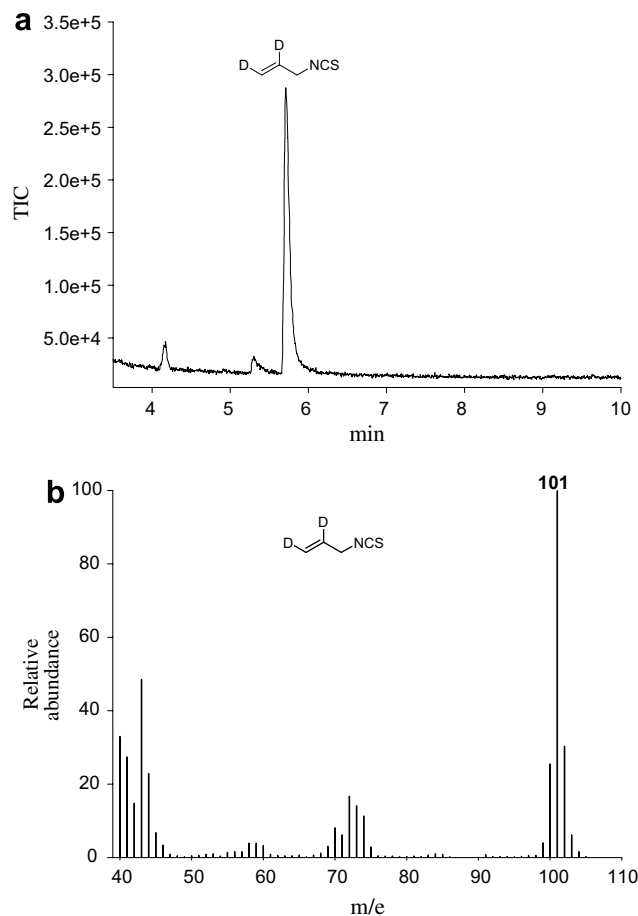 a
3.5e+5
3.0e+5
2.5e+5
2.0e+5
1.5e+5
1.0e+5
5.0e+4
TIC
D
D
NCS
4 5 6 7 8 9 10
min
b
101
100
80
60
40
20
0
Relative
abundance
D
D
NCS
40 50 60 70 80 90 100 110
m/e